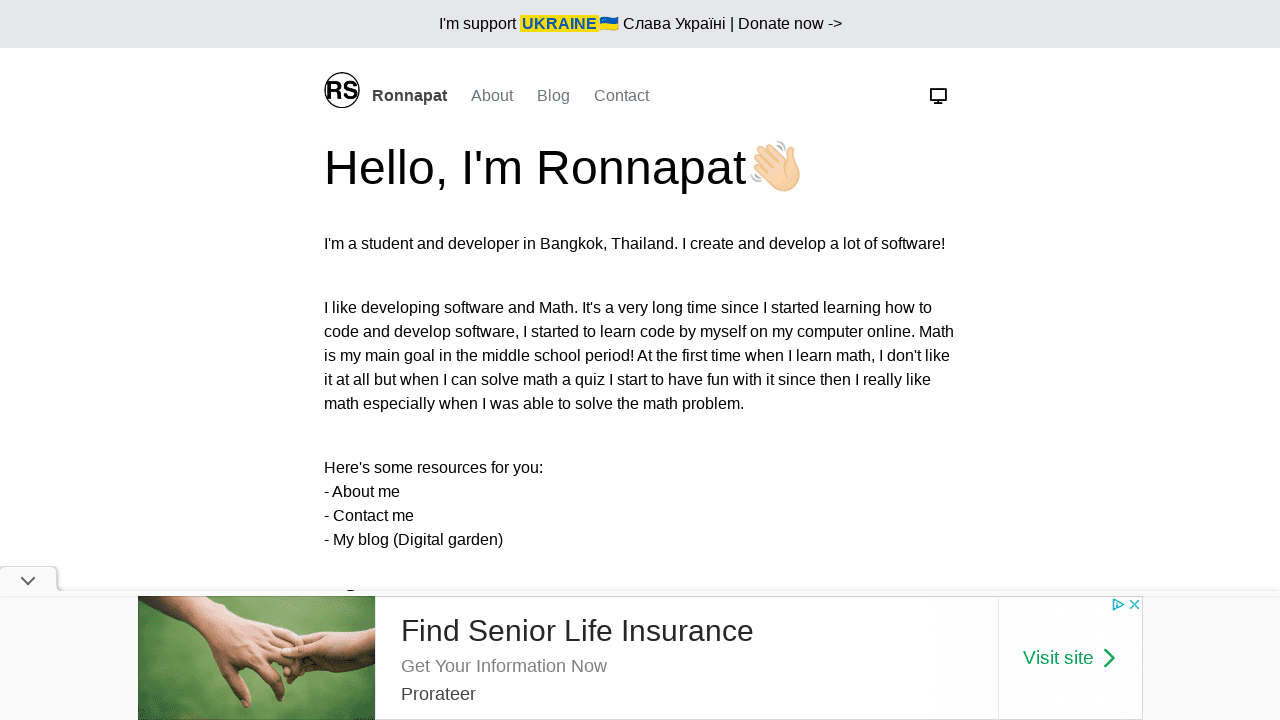 I'm support UKRAINE🇺🇦 Слава Україні | Donate now ->
RS Ronnapat About Blog Contact
Hello, I'm Ronnapat👋🏻
I'm a student and developer in Bangkok, Thailand. I create and develop a lot of software!
I like developing software and Math. It's a very long time since I started learning how to
code and develop software, I started to learn code by myself on my computer online. Math
is my main goal in the middle school period! At the first time when I learn math, I don't like
it at all but when I can solve math a quiz I start to have fun with it since then I really like
math especially when I was able to solve the math problem.
Here's some resources for you:
- About me
- Contact me
- My blog (Digital garden)
Find Senior Life Insurance
Get Your Information Now
Prorateer
Visit site